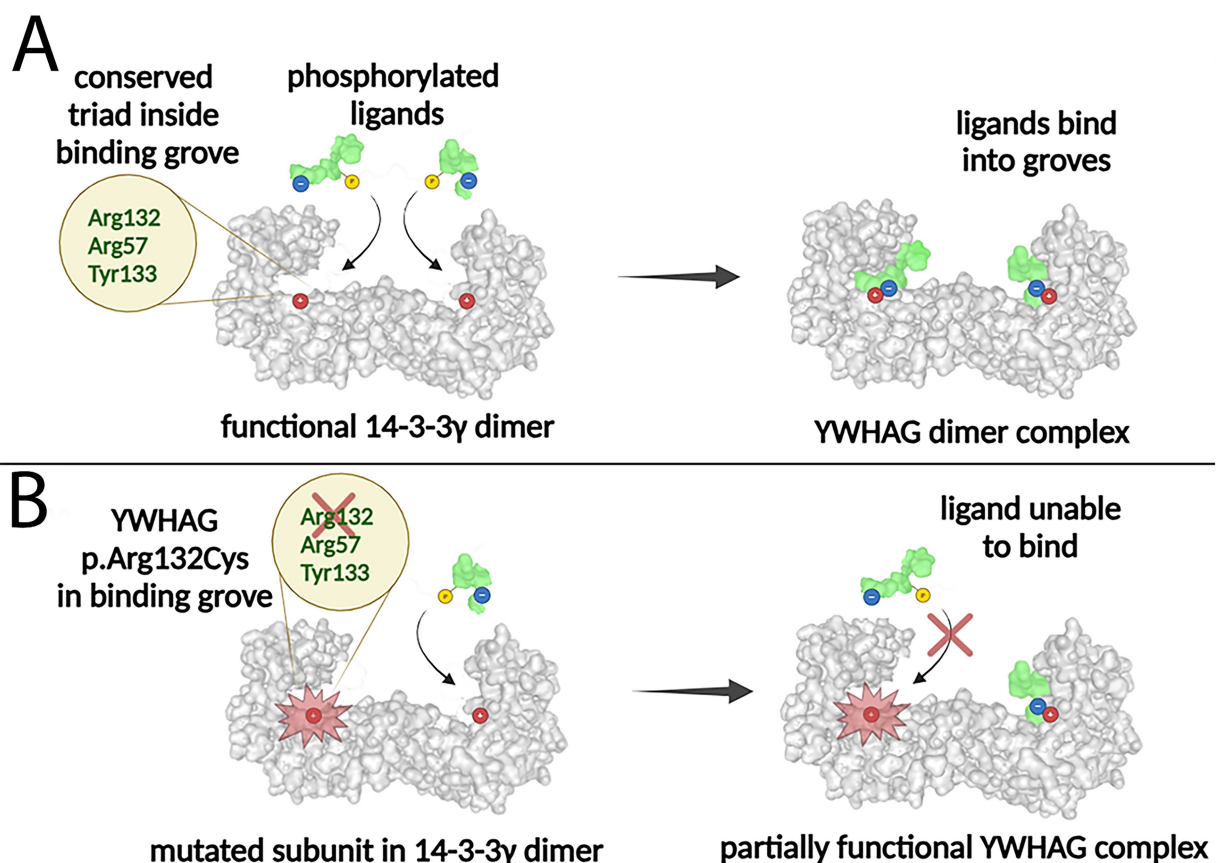 A
conserved
triad inside
binding grove
phosphorylated
ligands
ligands bind
into groves
Arg132
Arg57
Tyr133
P
P
functional 14-3-3γ dimer
YWHAG dimer complex
B
YWHAG
p.Arg132Cys
in binding grove
Arg132
Arg57
Tyr133
ligand unable
to bind
P
P
mutated subunit in 14-3-3γ dimer
partially functional YWHAG complex